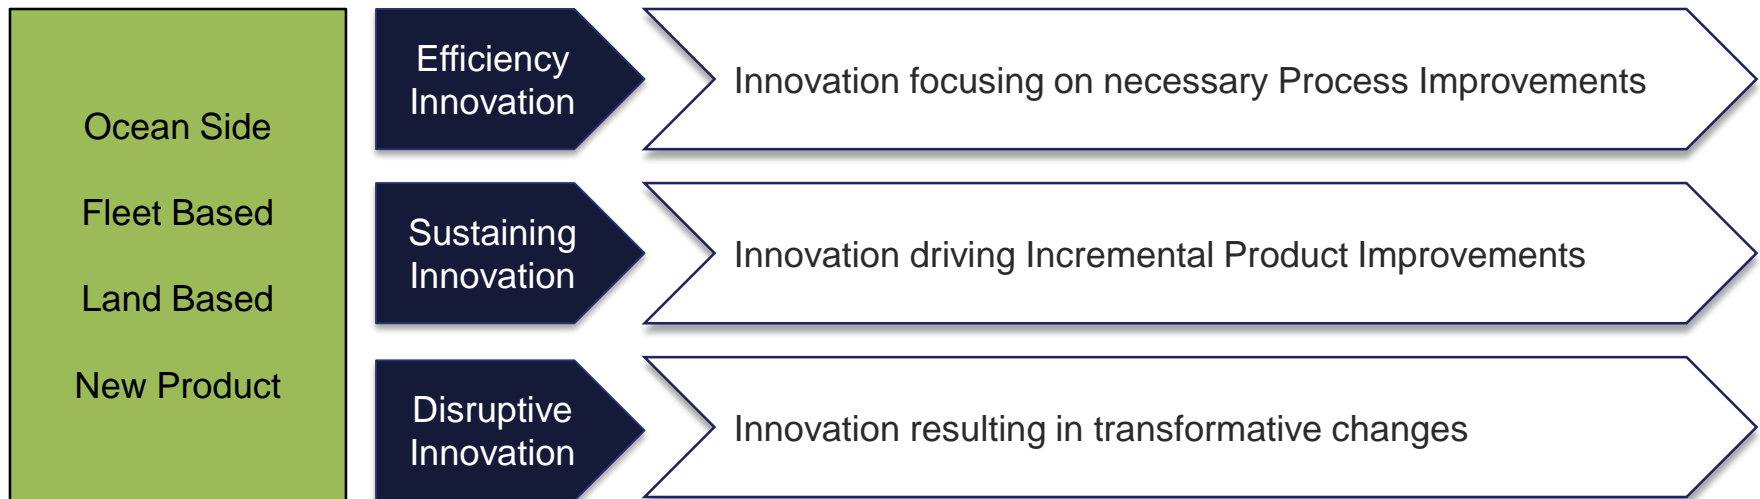 Ocean Side
Fleet Based
Land Based
New Product
Efficiency
Innovation
Innovation focusing on necessary Process Improvements
Sustaining
Innovation
Innovation driving Incremental Product Improvements
Disruptive
Innovation
Innovation resulting in transformative changes